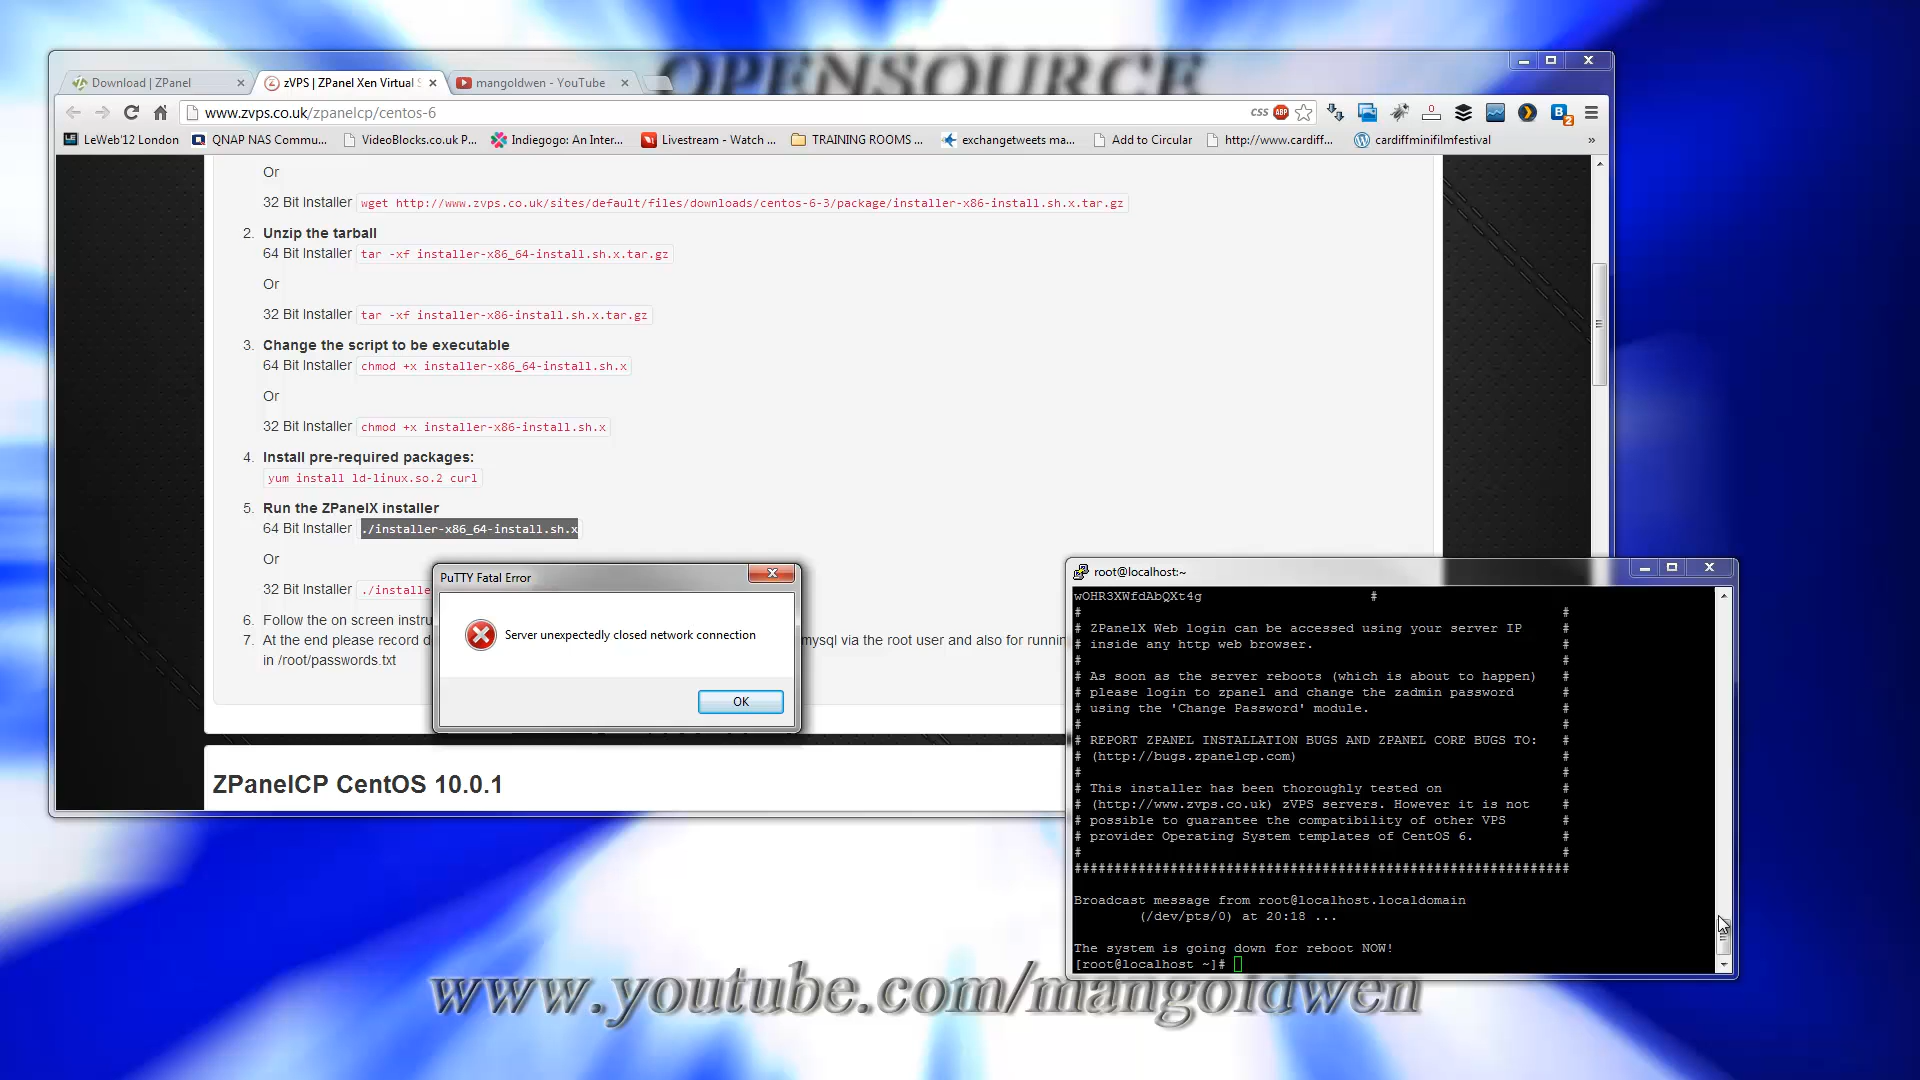 OPENSOURCE
Download | ZPanel
zVPS | ZPanel Xen Virtual S
mangoldwen - YouTube
www.zvps.co.uk/zpanelcp/centos-6
CSS
ABP
0
B
2
LeWeb'12 London
QNAP NAS Commu...
VideoBlocks.co.uk P...
Indiegogo: An Inter...
Livestream - Watch ...
TRAINING ROOMS ...
exchangetweets ma...
Add to Circular
http://www.cardiff...
cardiffminifilmfestival
»
Or
32 Bit Installer wget http://www.zvps.co.uk/sites/default/files/downloads/centos-6-3/package/installer-x86-install.sh.x.tar.gz
2. Unzip the tarball
64 Bit Installer tar -xf installer-x86_64-install.sh.x.tar.gz
Or
32 Bit Installer tar -xf installer-x86-install.sh.x.tar.gz
3. Change the script to be executable
64 Bit Installer chmod +x installer-x86_64-install.sh.x
Or
32 Bit Installer chmod +x installer-x86-install.sh.x
4. Install pre-required packages:
yum install ld-linux.so.2 curl
5. Run the ZPanelX installer
64 Bit Installer ./installer-x86_64-install.sh.x
Or
32 Bit Installer ./installe
6. Follow the on screen instru
7. At the end please record d
mysql via the root user and also for runnin
in /root/passwords.txt
ZPanelCP CentOS 10.0.1
PuTTY Fatal Error
Server unexpectedly closed network connection
OK
root@localhost:~
wOHR3XWfdAbQXt4g #
# #
# ZPanelX Web login can be accessed using your server IP #
# inside any http web browser. #
# #
# As soon as the server reboots (which is about to happen) #
# please login to zpanel and change the zadmin password #
# using the 'Change Password' module. #
# #
# REPORT ZPANEL INSTALLATION BUGS AND ZPANEL CORE BUGS TO: #
# (http://bugs.zpanelcp.com) #
# #
# This installer has been thoroughly tested on #
# (http://www.zvps.co.uk) zVPS servers. However it is not #
# possible to guarantee the compatibility of other VPS #
# provider Operating System templates of CentOS 6. #
# #
##############################################################
Broadcast message from root@localhost.localdomain
(/dev/pts/0) at 20:18 ...
The system is going down for reboot NOW!
[root@localhost ~]#
www.youtube.com/mangoldwen